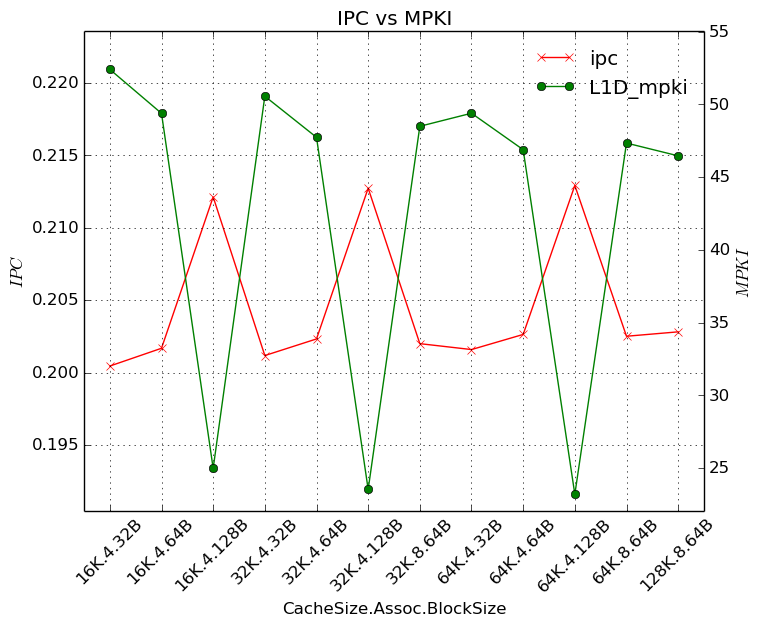 IPC vs MPKI
ipc
L1D_mpki
0.220
0.215
0.210
0.205
0.200
0.195
IPC
55
50
45
40
35
30
25
MPKI
16K.4.32B
16K.4.64B
16K.4.128B
32K.4.32B
32K.4.64B
32K.4.128B
32K.8.64B
64K.4.32B
64K.4.64B
64K.4.128B
64K.8.64B
128K.8.64B
CacheSize.Assoc.BlockSize